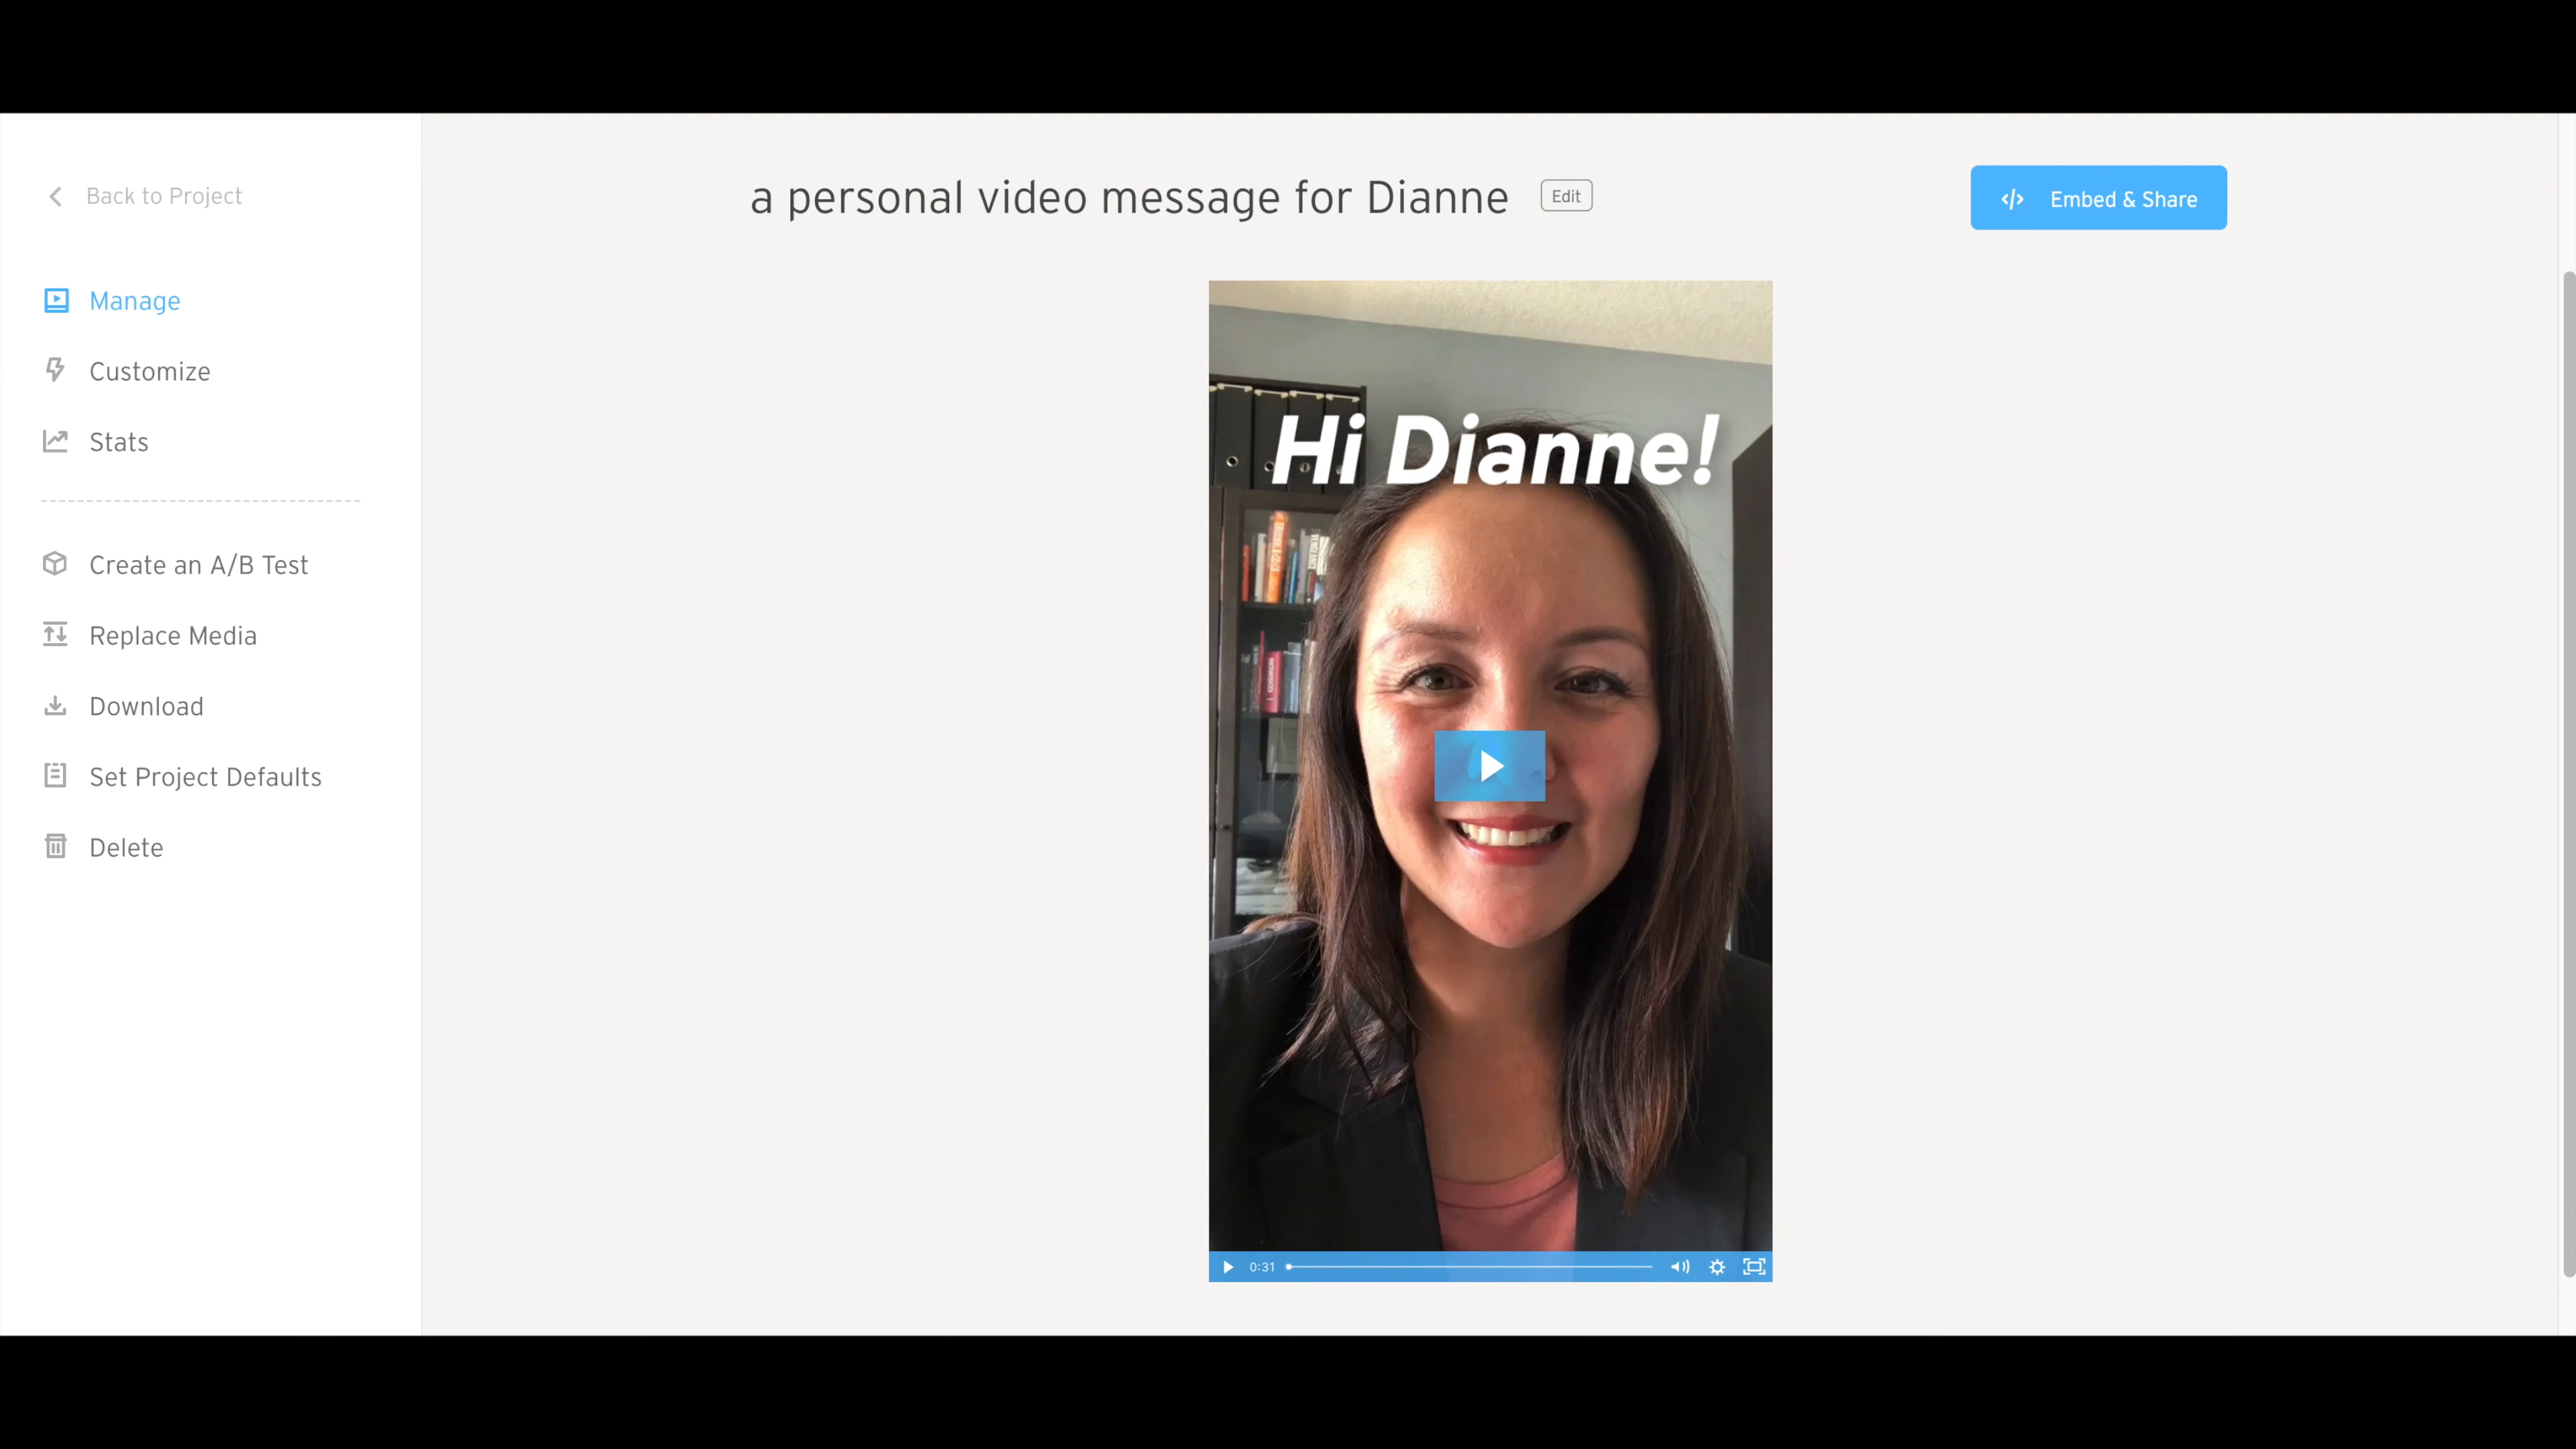 Back to Project
Manage
Customize
Stats
Create an A/B Test
Replace Media
Download
Set Project Defaults
Delete
a personal video message for Dianne
Edit
</> Embed & Share
Hi Dianne!
0:31